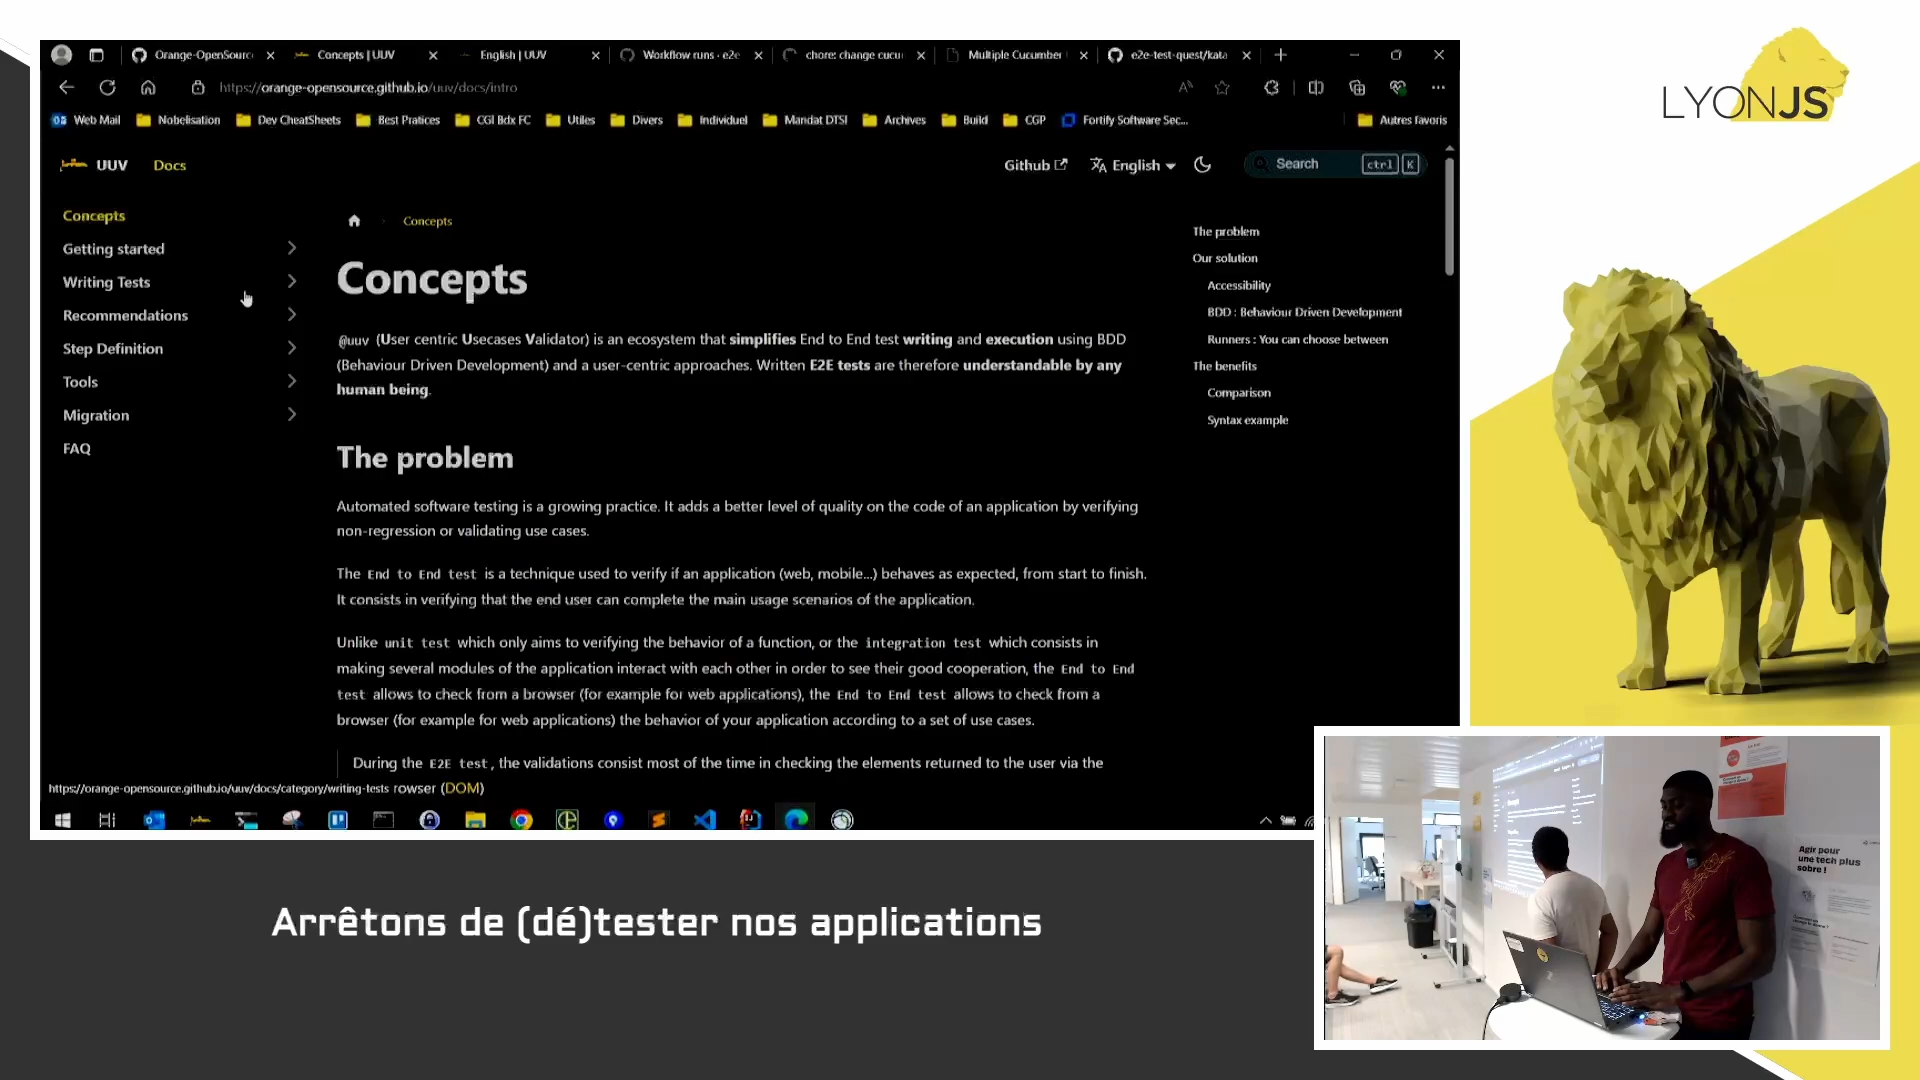 Orange-OpenSourc
Concepts | UUV
English | UUV
Workflow runs · e2e
chore: change cucu
Multiple Cucumber
e2e-test-quest/kata
https://orange-opensource.github.io/uuv/docs/intro
Web Mail
Nobelisation
Dev CheatSheets
Best Pratices
CGI Bdx FC
Utiles
Divers
Individuel
Mandat DTSI
Archives
Build
CGP
Fortify Software Sec...
Autres favoris
UUV
Docs
Github
English
Search
ctrl K
Concepts
Getting started
Writing Tests
Recommendations
Step Definition
Tools
Migration
FAQ
Concepts
Concepts
@uuv (User centric Usecases Validator) is an ecosystem that simplifies End to End test writing and execution using BDD
(Behaviour Driven Development) and a user-centric approaches. Written E2E tests are therefore understandable by any
human being.
The problem
Automated software testing is a growing practice. It adds a better level of quality on the code of an application by verifying
non-regression or validating use cases.
The End to End test is a technique used to verify if an application (web, mobile...) behaves as expected, from start to finish.
It consists in verifying that the end user can complete the main usage scenarios of the application.
Unlike unit test which only aims to verifying the behavior of a function, or the integration test which consists in
making several modules of the application interact with each other in order to see their good cooperation, the End to End
test allows to check from a browser (for example for web applications), the End to End test allows to check from a
browser (for example for web applications) the behavior of your application according to a set of use cases.
During the E2E test, the validations consist most of the time in checking the elements returned to the user via the
https://orange-opensource.github.io/uuv/docs/category/writing-tests rowser (DOM)
The problem
Our solution
Accessibility
BDD : Behaviour Driven Development
Runners : You can choose between
The benefits
Comparison
Syntax example
LYONJS
Arrêtons de (dé)tester nos applications
Agir pour
une tech plus
sobre !